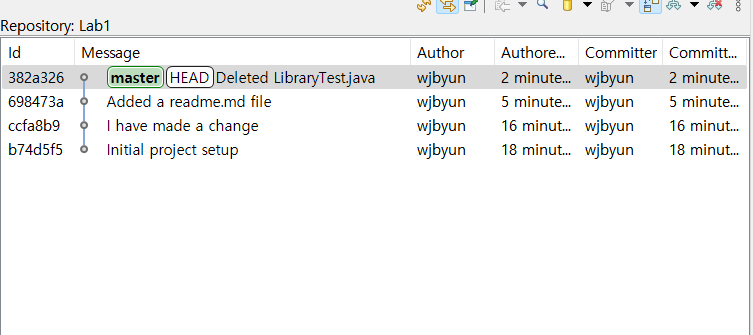 Repository: Lab1
Id Message Author Authore... Committer Committ...
382a326 master HEAD Deleted LibraryTest.java wjbyun 2 minute... wjbyun 2 minute...
698473a Added a readme.md file wjbyun 5 minute... wjbyun 5 minute...
ccfa8b9 I have made a change wjbyun 16 minut... wjbyun 16 minut...
b74d5f5 Initial project setup wjbyun 18 minut... wjbyun 18 minut...